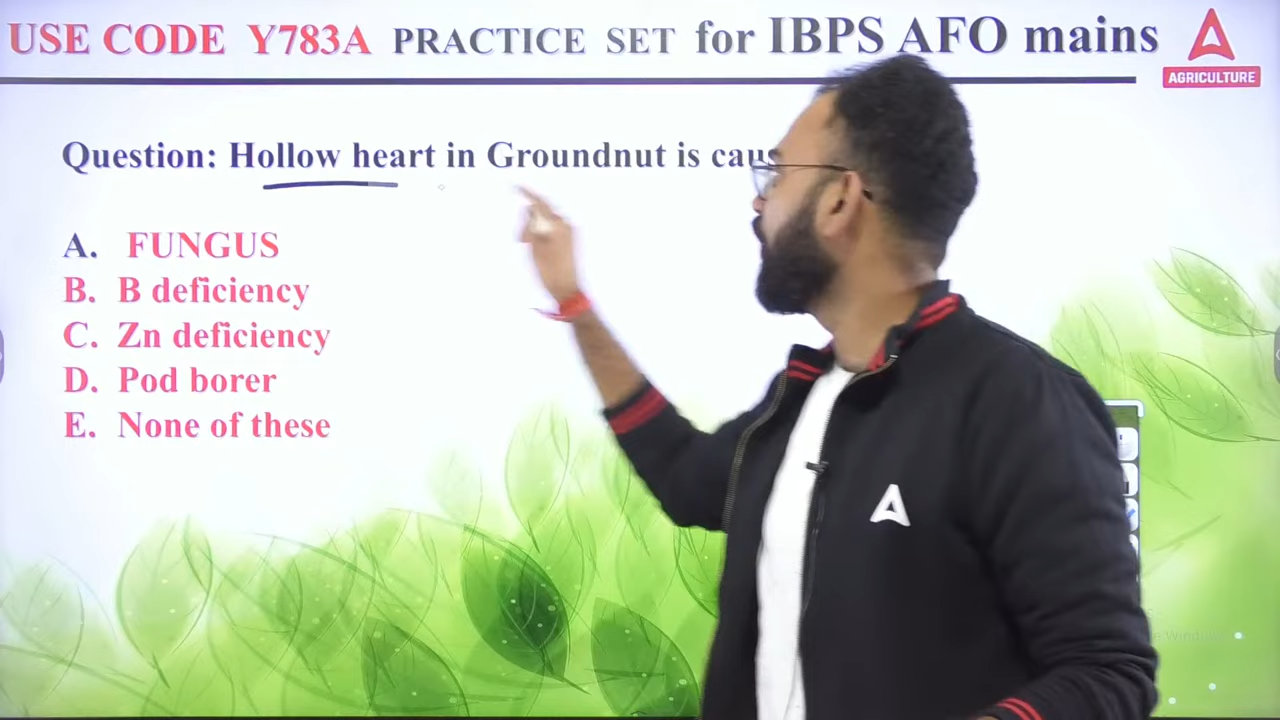 USE CODE Y783A PRACTICE SET for IBPS AFO mains
AGRICULTURE
Question: Hollow heart in Groundnut is
A. FUNGUS
B. B deficiency
C. Zn deficiency
D. Pod borer
E. None of these